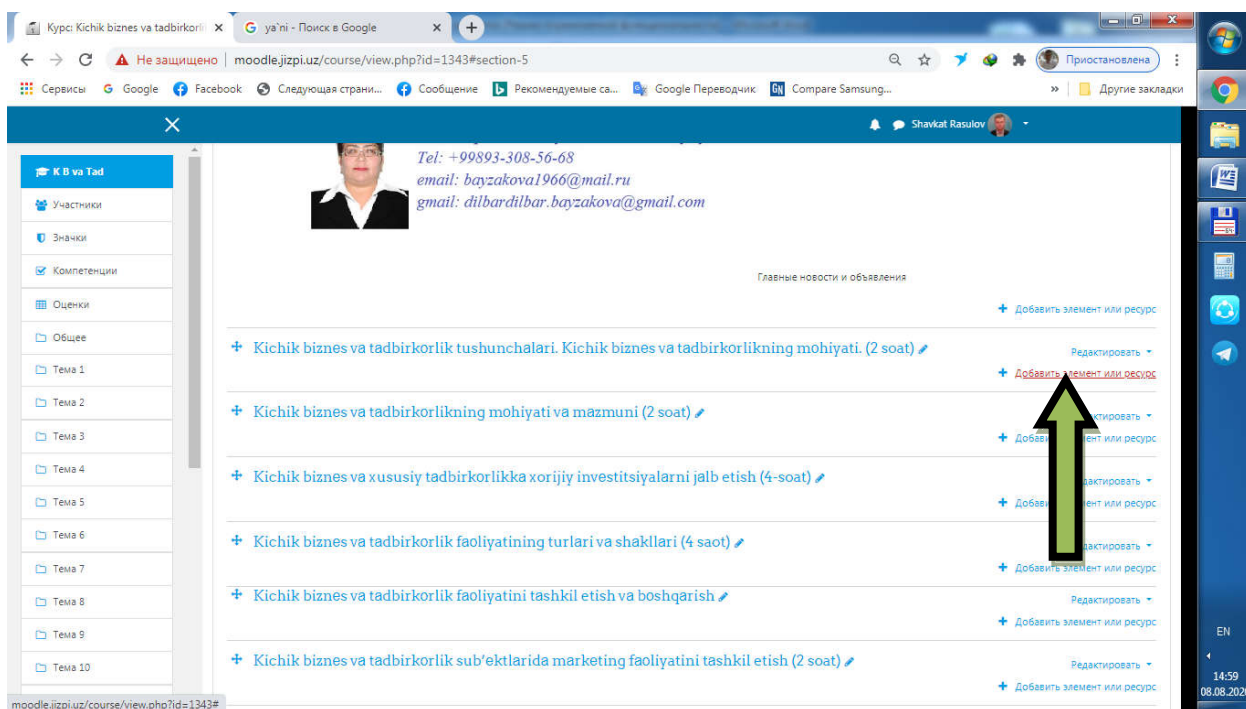 Курс: Kichik biznes va tadbirkorli
ya`ni - Поиск в Google
Не защищено | moodle.jizpi.uz/course/view.php?id=1343#section-5
Приостановлена
Сервисы Google Facebook Следующая страни... Сообщение Рекомендуемые са... Google Переводчик Compare Samsung... » Другие закладки
Shavkat Rasulov
Tel: +99893-308-56-68
email: bayzakova1966@mail.ru
gmail: dilbardilbar.bayzakova@gmail.com
K B va Tad
Участники
Значки
Компетенции
Оценки
Общее
Тема 1
Тема 2
Тема 3
Тема 4
Тема 5
Тема 6
Тема 7
Тема 8
Тема 9
Тема 10
Главные новости и объявления
Добавить элемент или ресурс
Kichik biznes va tadbirkorlik tushunchalari. Kichik biznes va tadbirkorlikning mohiyati. (2 soat)
Редактировать
Добавить элемент или ресурс
Kichik biznes va tadbirkorlikning mohiyati va mazmuni (2 soat)
Kichik biznes va xususiy tadbirkorlikka xorijiy investitsiyalarni jalb etish (4-soat)
Kichik biznes va tadbirkorlik faoliyatining turlari va shakllari (4 saot)
Добавить элемент или ресурс
Kichik biznes va tadbirkorlik faoliyatini tashkil etish va boshqarish
Редактировать
Добавить элемент или ресурс
Kichik biznes va tadbirkorlik sub'ektlarida marketing faoliyatini tashkil etish (2 soat)
Редактировать
Добавить элемент или ресурс
moodle.jizpi.uz/course/view.php?id=1343#
EN
14:59
08.08.202